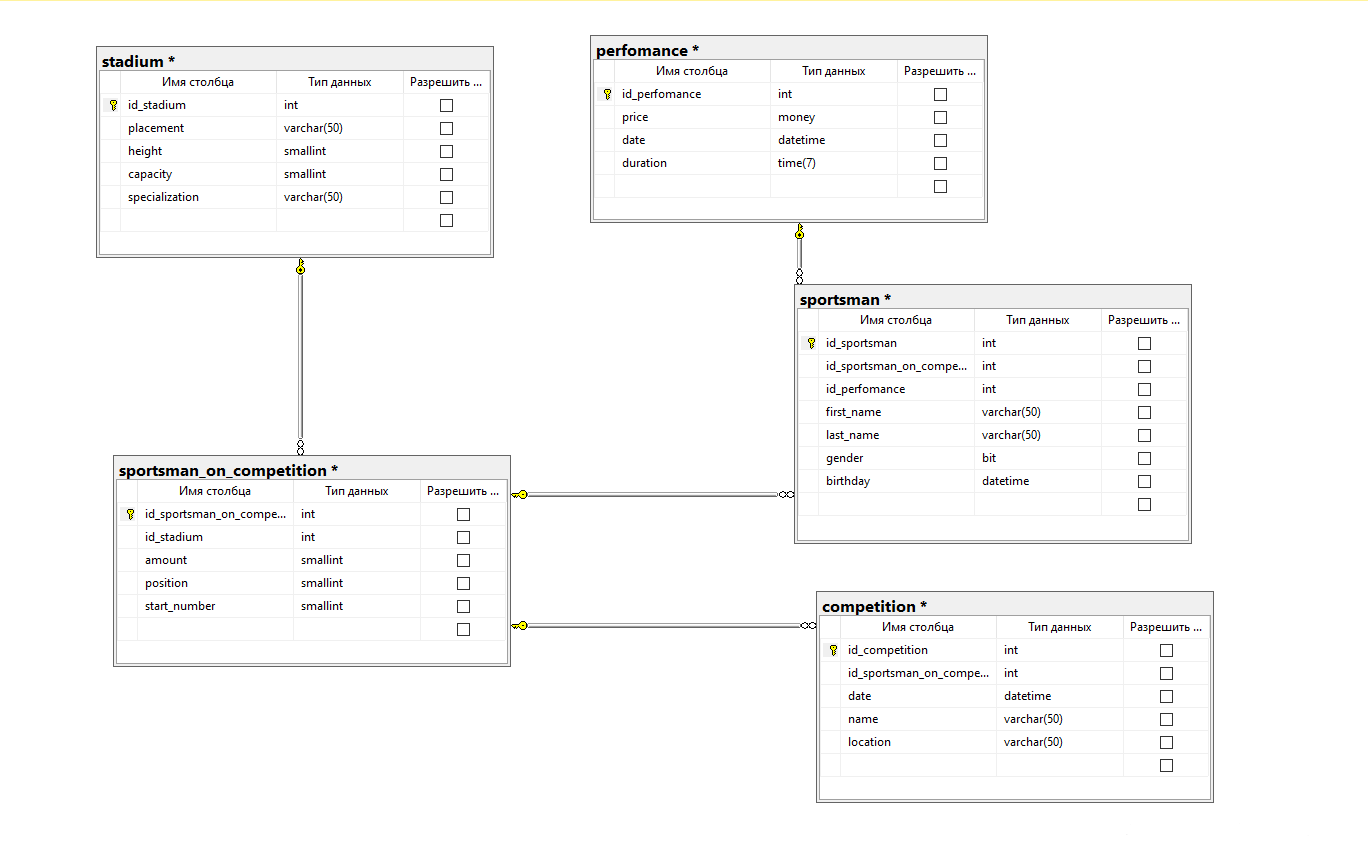 stadium *
Имя столбца Тип данных Разрешить ...
id_stadium int
placement varchar(50)
height smallint
capacity smallint
specialization varchar(50)
perfomance *
Имя столбца Тип данных Разрешить ...
id_perfomance int
price money
date datetime
duration time(7)
sportsman *
Имя столбца Тип данных Разрешить ...
id_sportsman int
id_sportsman_on_compe... int
id_perfomance int
first_name varchar(50)
last_name varchar(50)
gender bit
birthday datetime
sportsman_on_competition *
Имя столбца Тип данных Разрешить ...
id_sportsman_on_compe... int
id_stadium int
amount smallint
position smallint
start_number smallint
competition *
Имя столбца Тип данных Разрешить ...
id_competition int
id_sportsman_on_compe... int
date datetime
name varchar(50)
location varchar(50)